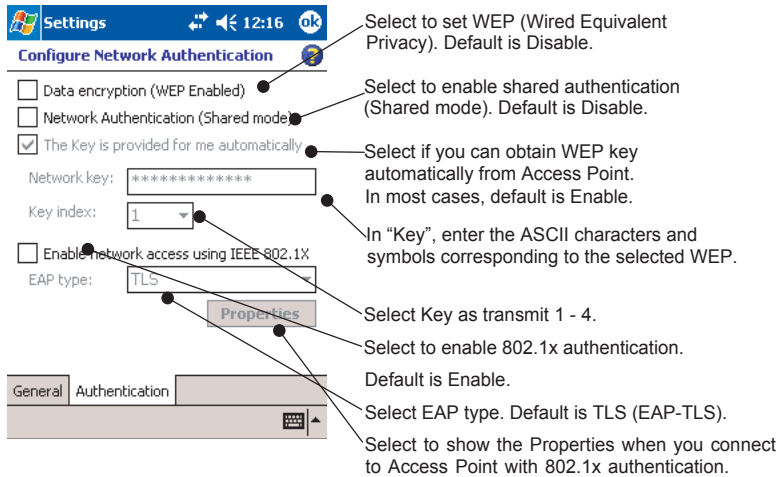 Settings 12:16 ok
Configure Network Authentication ?
Data encryption (WEP Enabled)
Network Authentication (Shared mode)
The Key is provided for me automatically
Network key: *************
Key index: 1
Enable network access using IEEE 802.1X
EAP type: TLS
Properties
General Authentication
Select to set WEP (Wired Equivalent
Privacy). Default is Disable.
Select to enable shared authentication
(Shared mode). Default is Disable.
Select if you can obtain WEP key
automatically from Access Point.
In most cases, default is Enable.
In “Key”, enter the ASCII characters and
symbols corresponding to the selected WEP.
Select Key as transmit 1 - 4.
Select to enable 802.1x authentication.
Default is Enable.
Select EAP type. Default is TLS (EAP-TLS).
Select to show the Properties when you connect
to Access Point with 802.1x authentication.